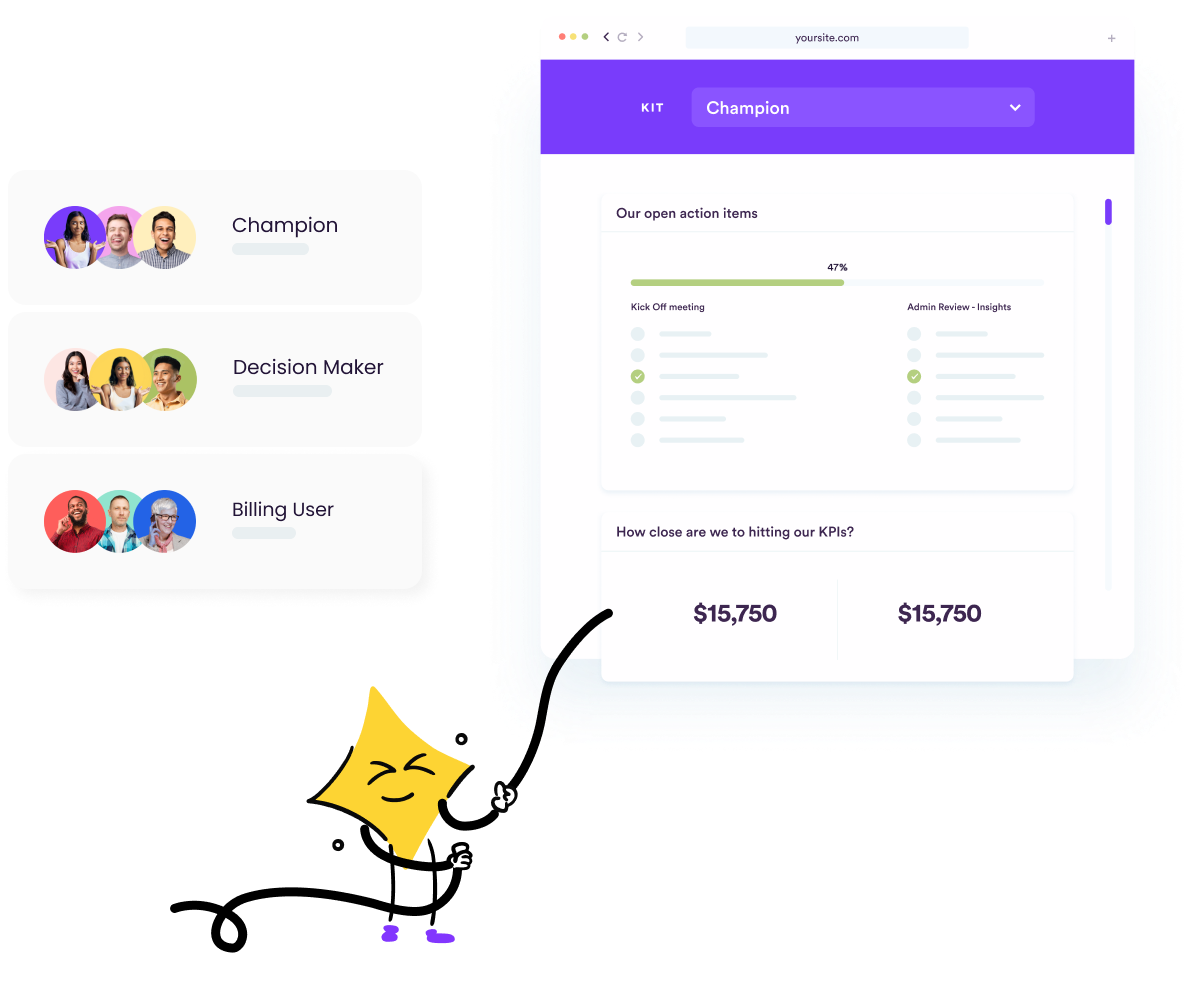 yoursite.com
KIT
Champion
Champion
Decision Maker
Billing User
Our open action items
47%
Kick Off meeting
Admin Review - Insights
How close are we to hitting our KPIs?
$15,750
$15,750